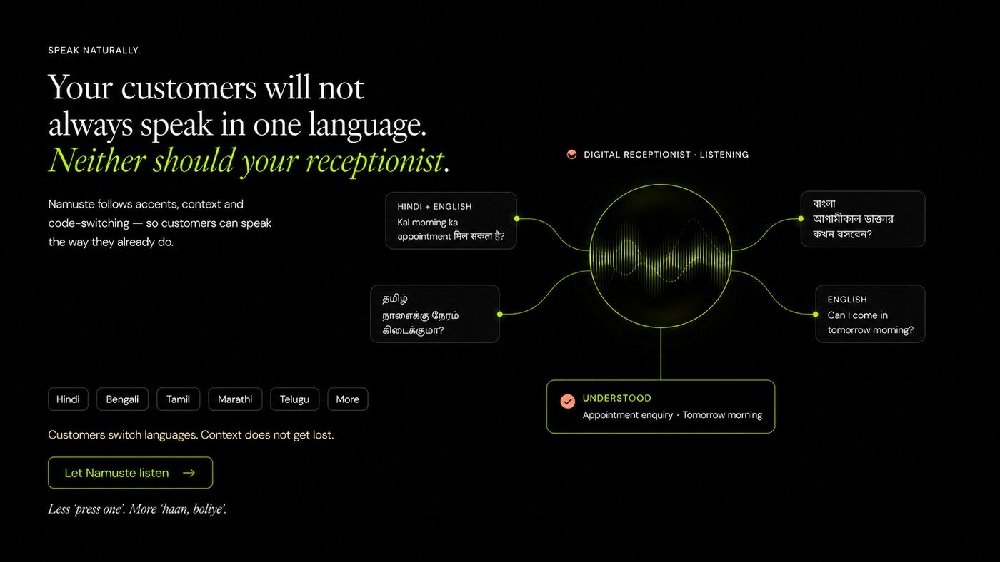 SPEAK NATURALLY.
Your customers will not
always speak in one language.
Neither should your receptionist.
Namuste follows accents, context and
code-switching — so customers can speak
the way they already do.
DIGITAL RECEPTIONIST · LISTENING
HINDI + ENGLISH
Kal morning ka
appointment मिल सकता है?
বাংলা
আগামীকাল ডাক্তার
কখন বসবেন?
தமிழ்
நாளைக்கு நேரம்
கிடைக்குமா?
ENGLISH
Can I come in
tomorrow morning?
UNDERSTOOD
Appointment enquiry · Tomorrow morning
Hindi
Bengali
Tamil
Marathi
Telugu
More
Customers switch languages. Context does not get lost.
Let Namuste listen →
Less ‘press one’. More ‘haan, boliye’.